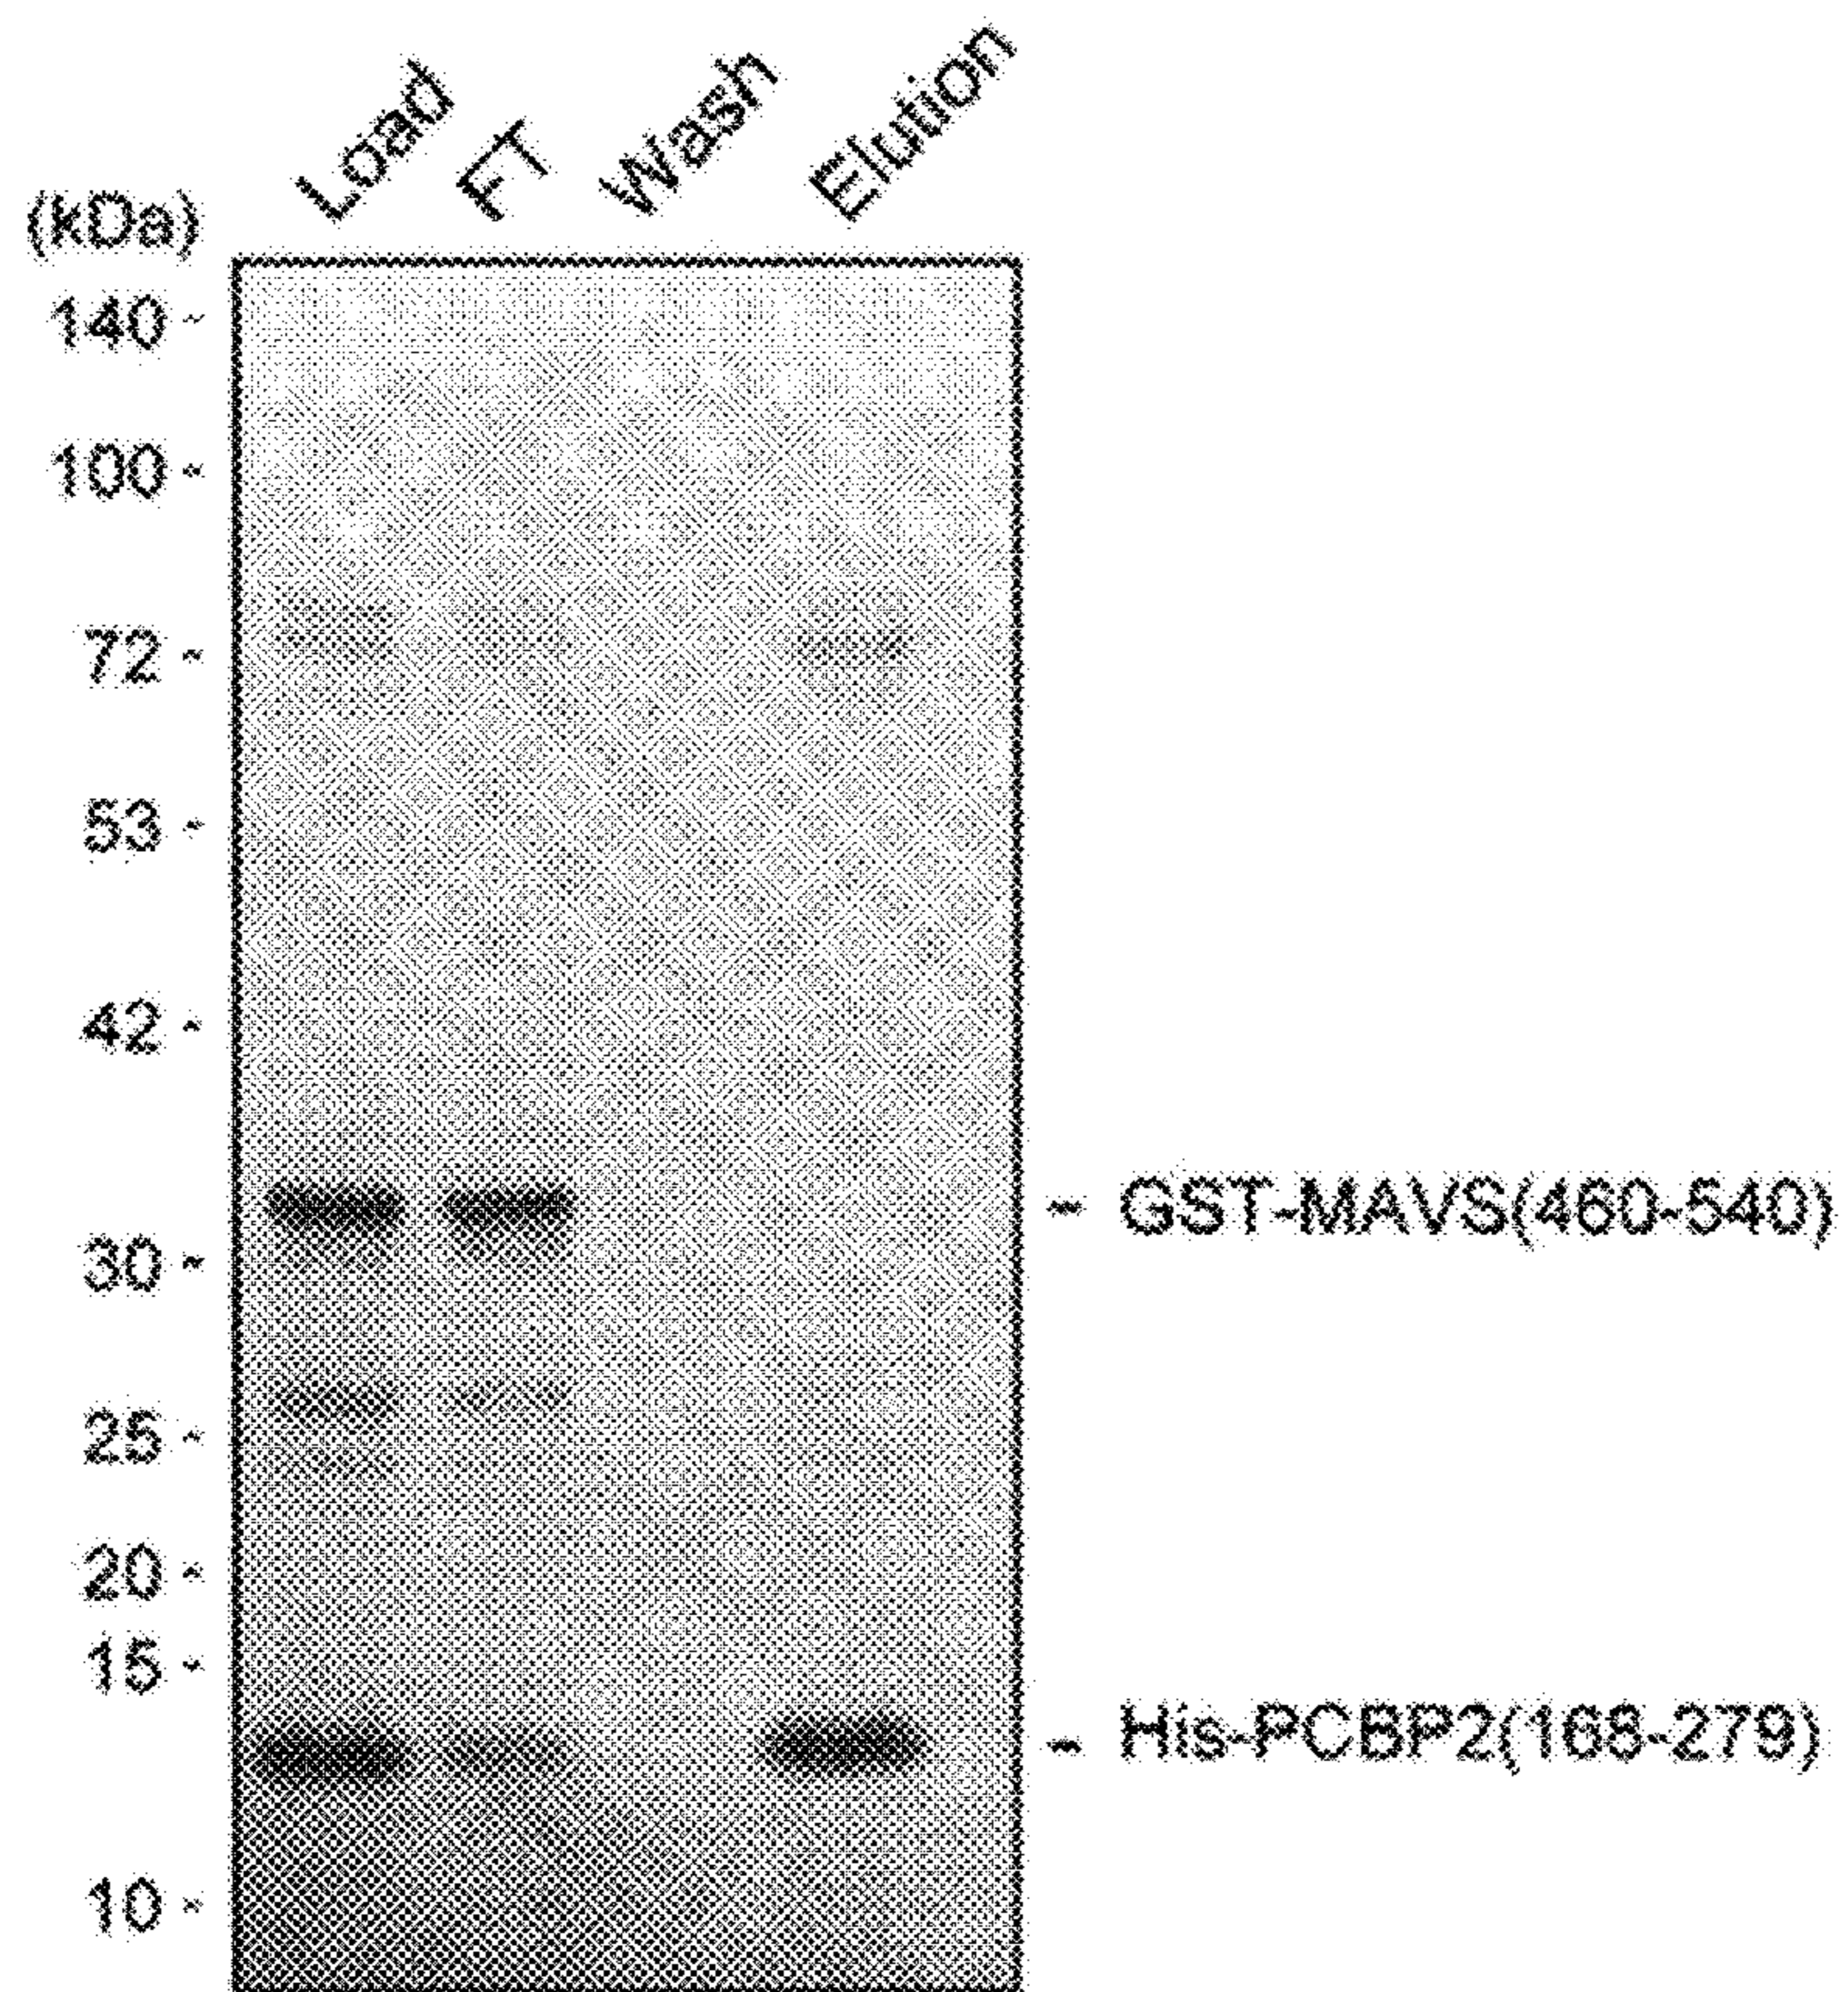 Load FT Wash Elution
(kDa)
140
100
72
53
42
GST-MAVS(460-540)
30
25
20
15
His-PCBP2(168-279)
10